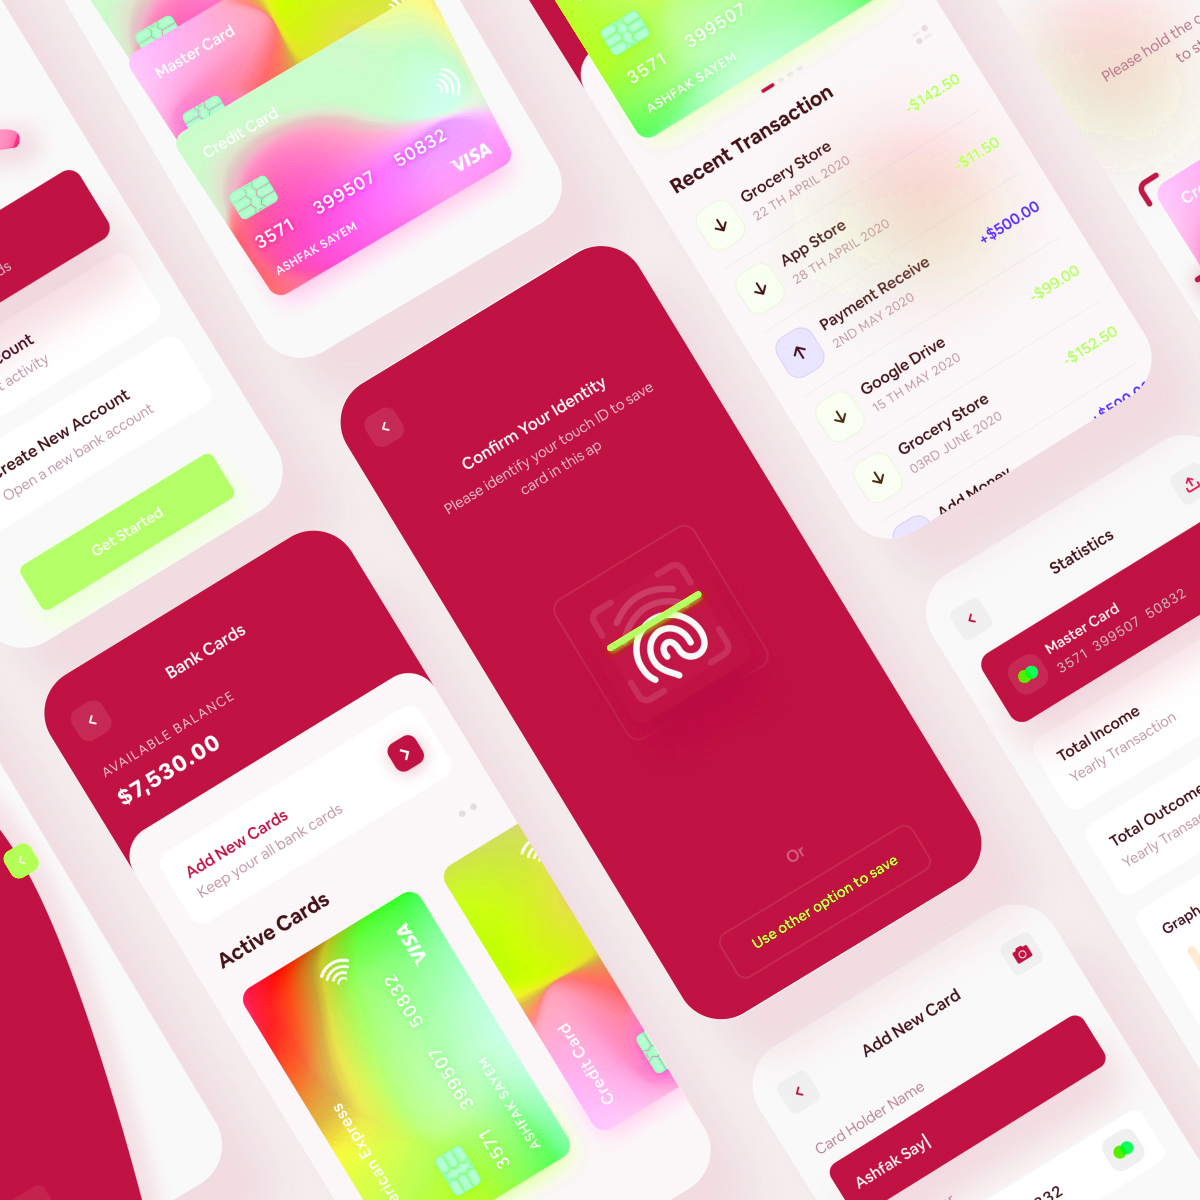 Master Card
Credit Card
3571 399507 50832
VISA
ASHFAK SAYEM
3571 399507
ASHFAK SAYEM
Recent Transaction
Grocery Store
22 TH APRIL 2020
-$142.50
App Store
28 TH APRIL 2020
-$11.50
Payment Receive
2ND MAY 2020
+$500.00
Google Drive
15 TH MAY 2020
-$99.00
Grocery Store
03RD JUNE 2020
-$152.50
Add Money
+$500.00
Please hold the
to
Create New Account
Open a new bank account
activity
Get Started
Confirm Your Identity
Please identify your touch ID to save
card in this ap
Or
Use other option to save
Bank Cards
AVAILABLE BALANCE
$7,530.00
Add New Cards
Keep your all bank cards
Active Cards
VISA
3571 399507 50832
ASHFAK SAYEM
rican Express
Credit Card
Statistics
Master Card
3571 399507 50832
Total Income
Yearly Transaction
Total Outcome
Yearly Transac
Graph
Add New Card
Card Holder Name
Ashfak Say